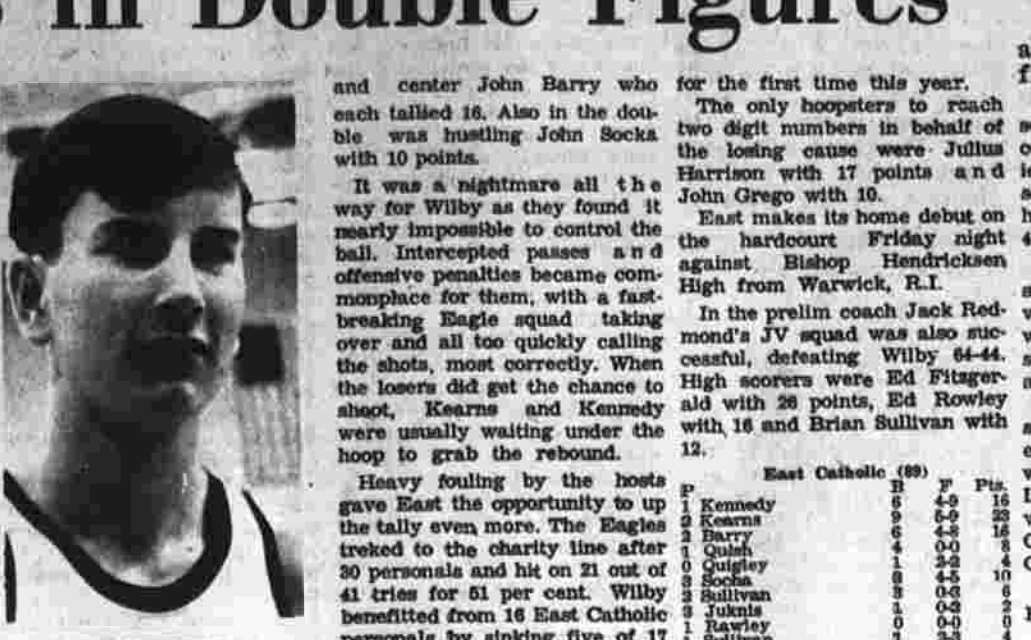 in Double Figures
and center John Barry who
each tallied 16. Also in the dou-
ble was hustling John Socka
with 10 points.
It was a nightmare all the
way for Wilby as they found it
nearly impossible to control the
ball. Intercepted passes and
offensive penalties became com-
monplace for them, with a fast-
breaking Eagle squad taking
over and all too quickly calling
the shots, most correctly. When
the losers did get the chance to
shoot, Kearns and Kennedy
were usually waiting under the
hoop to grab the rebound.
Heavy fouling by the hosts
gave East the opportunity to up
the tally even more. The Eagles
treked to the charity line after
30 personals and hit on 21 out of
41 tries for 51 per cent. Wilby
benefitted from 16 East Catholic
personals by sinking five of 17
for the first time this year.
The only hoopsters to reach
two digit numbers in behalf of
the losing cause were Julius
Harrison with 17 points and
John Grego with 10.
East makes its home debut on
the hardcourt Friday night
against Bishop Hendricksen
High from Warwick, R.I.
In the prelim coach Jack Red-
mond's JV squad was also suc-
cessful, defeating Wilby 64-44.
High scorers were Ed Fitzger-
ald with 26 points, Ed Rowley
with 16 and Brian Sullivan with
12.
East Catholic (89)
P B F Pts.
1 Kennedy 6 4-9 16
2 Kearns 9 5-9 23
2 Barry 6 4-8 16
1 Quish 4 0-0 8
0 Quigley 1 2-2 4
3 Socha 3 4-5 10
2 Sullivan 3 0-3 6
3 Juknis 1 0-3 2
1 Rawley 0 0-0 0